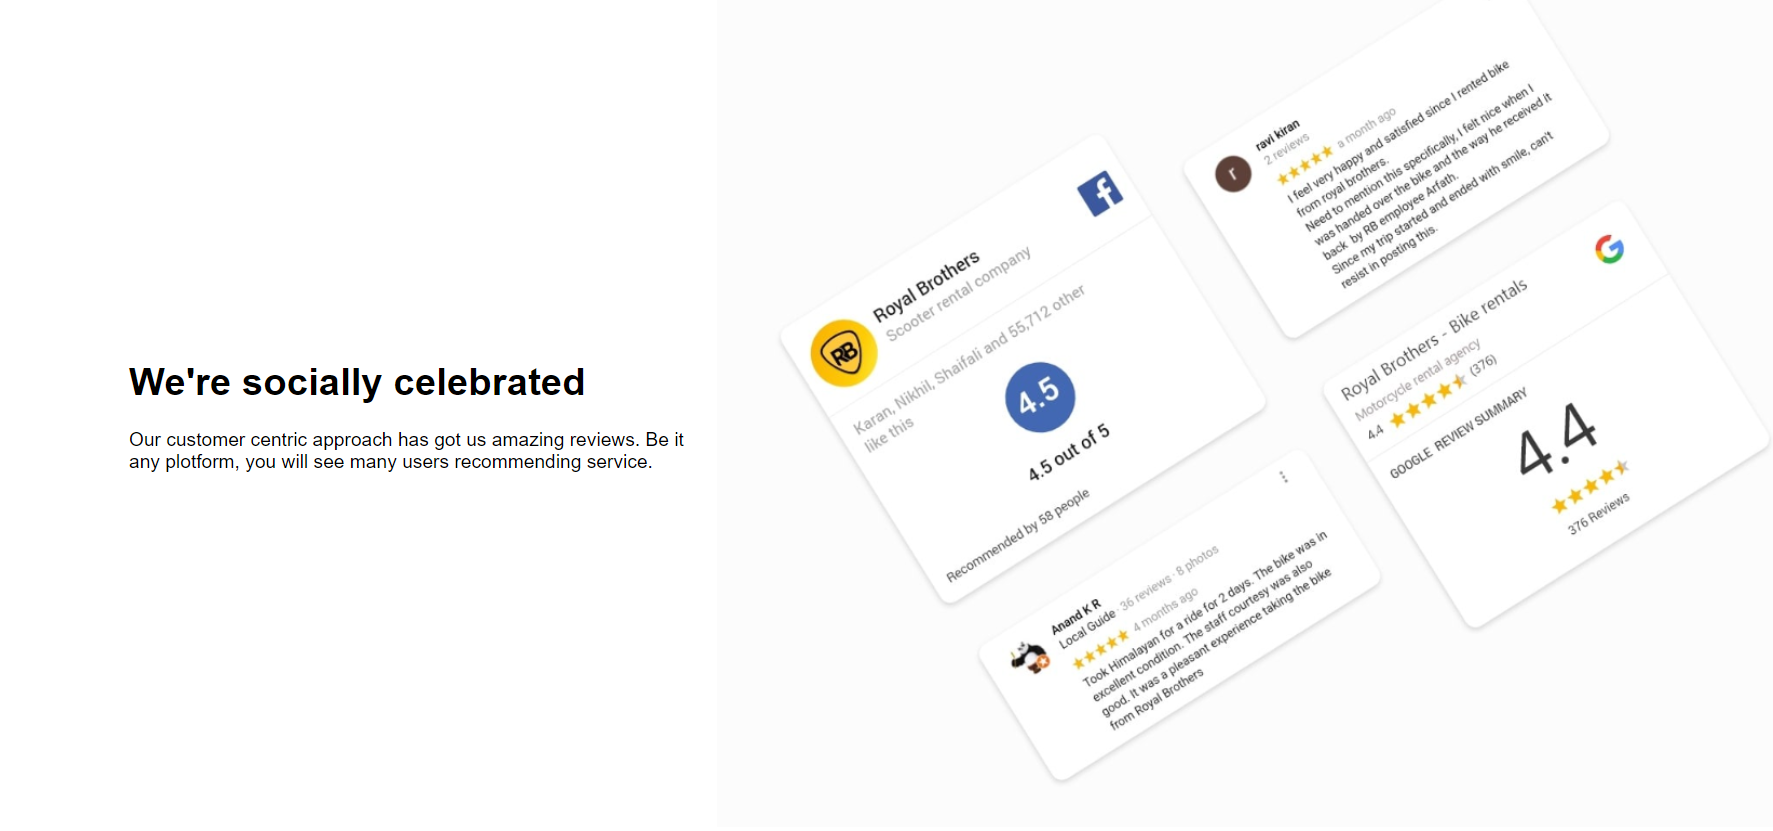 We're socially celebrated
Our customer centric approach has got us amazing reviews. Be it
any plotform, you will see many users recommending service.
RB
Royal Brothers
Scooter rental company
Karan, Nikhil, Shaifali and 55,712 other
like this
4.5
4.5 out of 5
Recommended by 58 people
r
ravi kiran
2 reviews
a month ago
I feel very happy and satisfied since I rented bike
from royal brothers.
Need to mention this specifically, I felt nice when I
was handed over the bike and the way he received it
back by RB employee Arfath.
Since my trip started and ended with smile, can't
resist in posting this.
Royal Brothers - Bike rentals
Motorcycle rental agency
4.4 (376)
GOOGLE REVIEW SUMMARY
4.4
376 Reviews
Anand K R
Local Guide · 36 reviews · 8 photos
4 months ago
Took Himalayan for a ride for 2 days. The bike was in
excellent condition. The staff courtesy was also
good. It was a pleasant experience taking the bike
from Royal Brothers